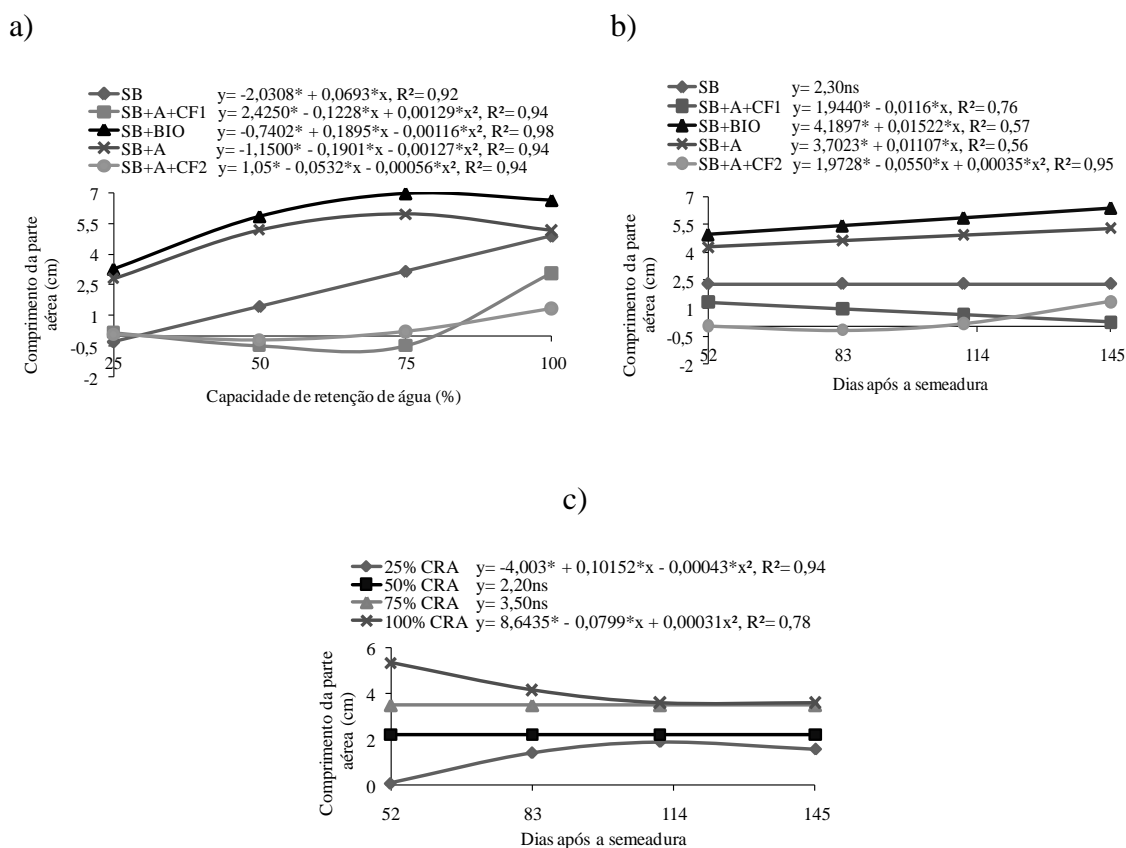 a)
SB y= -2,0308* + 0,0693*x, R²= 0,92
SB+A+CF1 y= 2,4250* - 0,1228*x + 0,00129*x², R²= 0,94
SB+BIO y= -0,7402* + 0,1895*x - 0,00116*x², R²= 0,98
SB+A y= -1,1500* - 0,1901*x - 0,00127*x², R²= 0,94
SB+A+CF2 y= 1,05* - 0,0532*x - 0,00056*x², R²= 0,94
Comprimento da parte
aérea (cm)
7
5,5
4
2,5
1
-0,5
-2
25 50 75 100
Capacidade de retenção de água (%)
b)
SB y= 2,30ns
SB+A+CF1 y= 1,9440* - 0,0116*x, R²= 0,76
SB+BIO y= 4,1897* + 0,01522*x, R²= 0,57
SB+A y= 3,7023* + 0,01107*x, R²= 0,56
SB+A+CF2 y= 1,9728* - 0,0550*x + 0,00035*x², R²= 0,95
Comprimento da parte
aérea (cm)
7
5,5
4
2,5
1
-0,5
-2
52 83 114 145
Dias após a semeadura
c)
25% CRA y= -4,003* + 0,10152*x - 0,00043*x², R²= 0,94
50% CRA y= 2,20ns
75% CRA y= 3,50ns
100% CRA y= 8,6435* - 0,0799*x + 0,00031x², R²= 0,78
Comprimento da parte
aérea (cm)
6
4
2
0
52 83 114 145
Dias após a semeadura